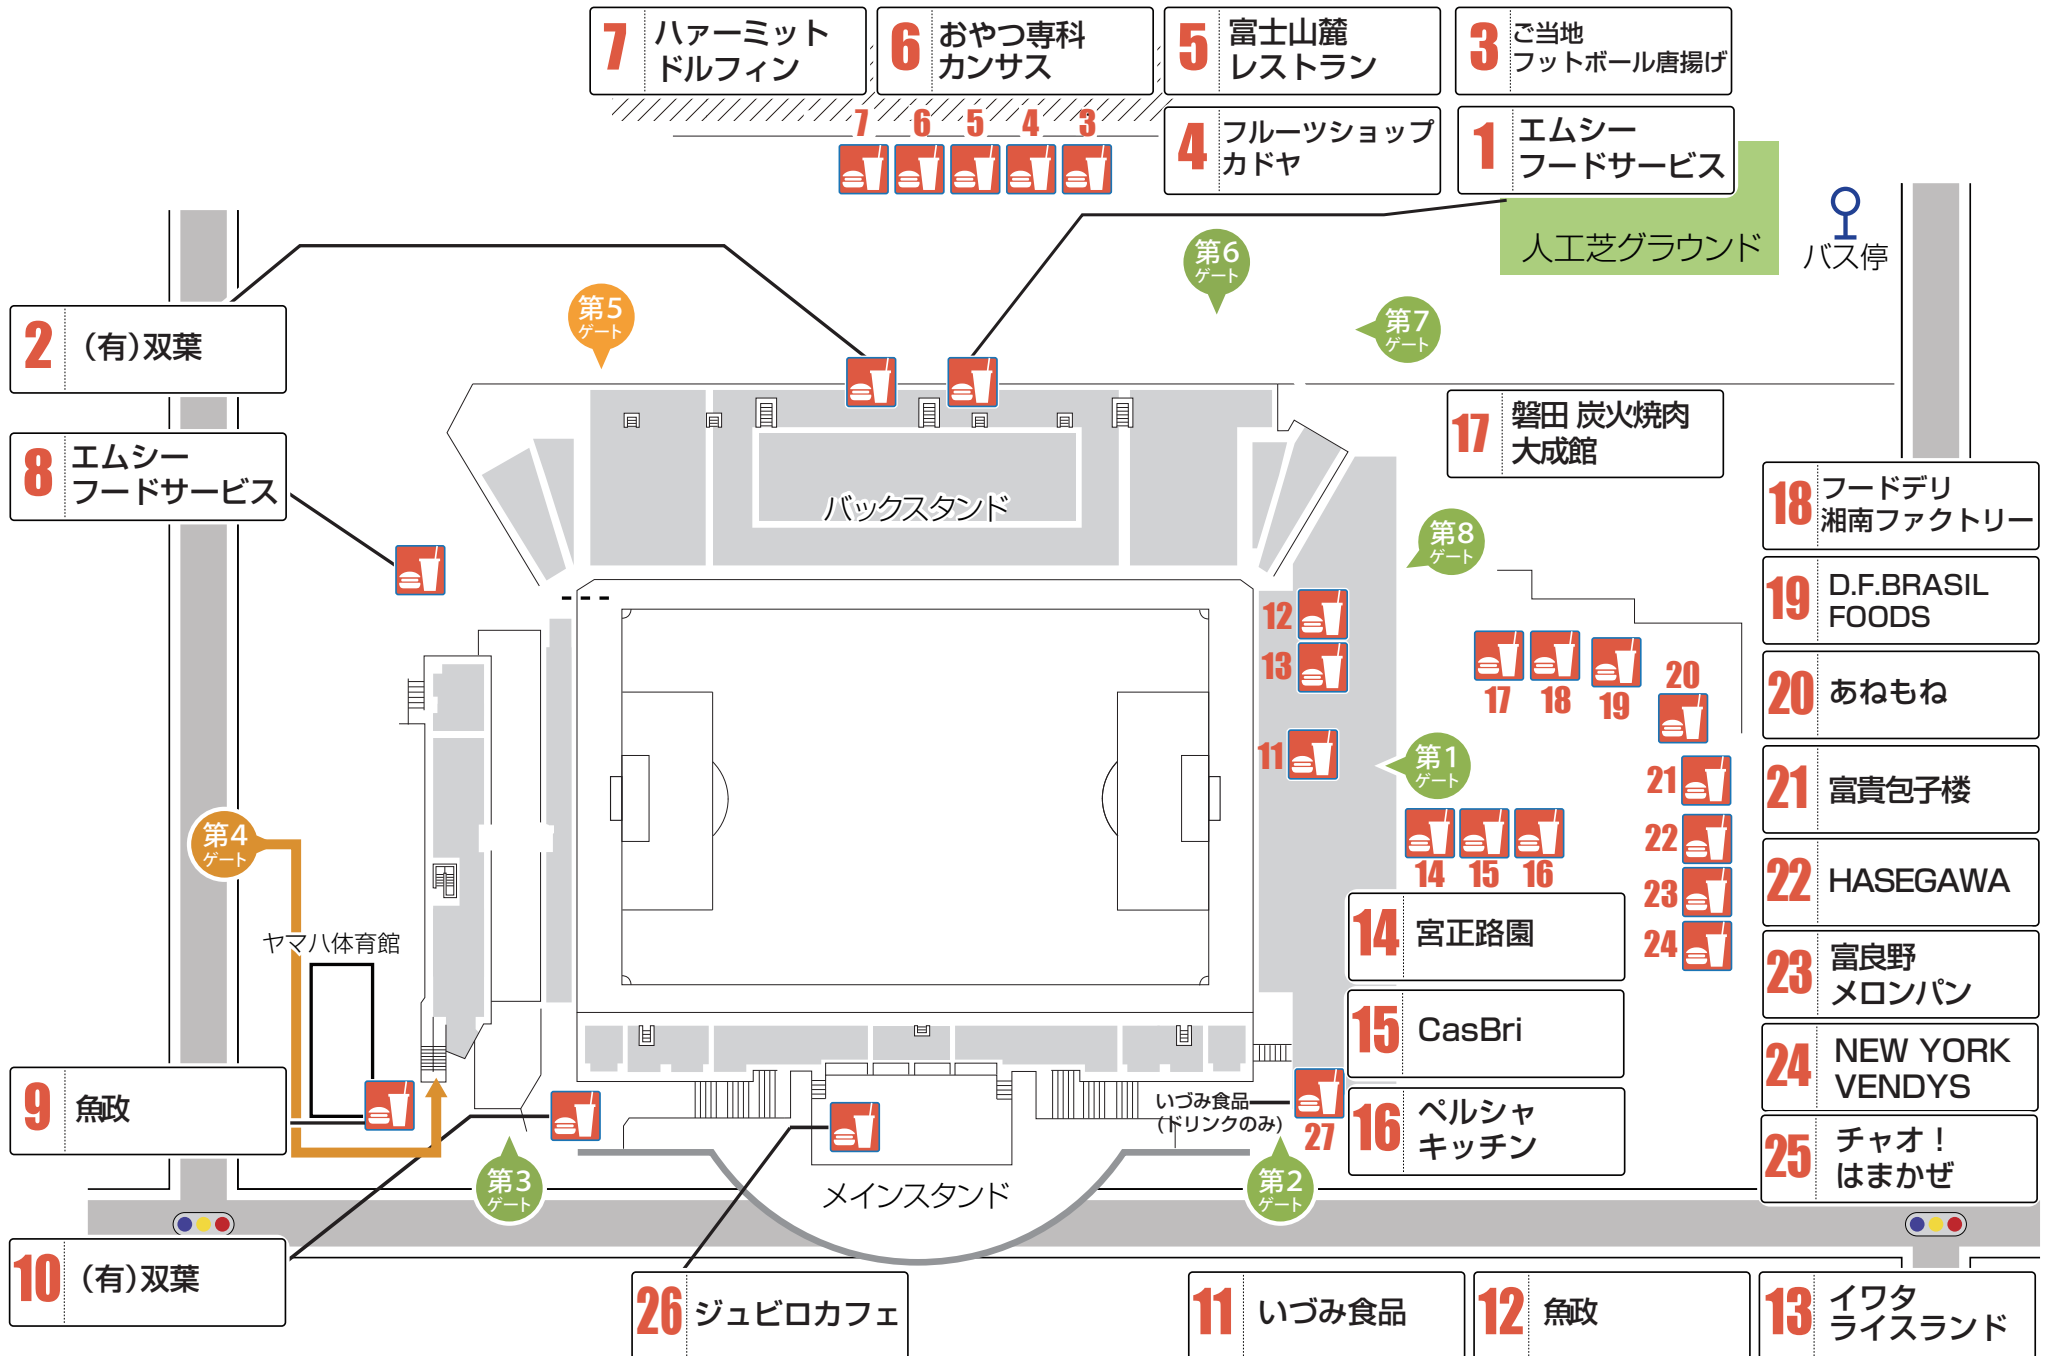 7
ハァーミット
ドルフィン
6
おやつ専科
カンサス
5
富士山麓
レストラン
3
ご当地
フットボール唐揚げ
4
フルーツショップ
カドヤ
1
エムシー
フードサービス
7 6 5 4 3
人工芝グラウンド
バス停
第6
ゲート
第5
ゲート
第7
ゲート
2
(有)双葉
8
エムシー
フードサービス
17
磐田 炭火焼肉
大成館
バックスタンド
第8
ゲート
18
フードデリ
湘南ファクトリー
19
D.F.BRASIL
FOODS
20
あねもね
21
富貴包子楼
22
HASEGAWA
23
富良野
メロンパン
24
NEW YORK
VENDYS
25
チャオ！
はまかぜ
12
13
11
17 18 19
20
21
22
23
24
第1
ゲート
14 15 16
14
宮正路園
15
CasBri
16
ペルシャ
キッチン
第4
ゲート
ヤマハ体育館
9
魚政
いづみ食品
(ドリンクのみ)
27
第3
ゲート
メインスタンド
第2
ゲート
10
(有)双葉
26
ジュビロカフェ
11
いづみ食品
12
魚政
13
イワタ
ライスランド